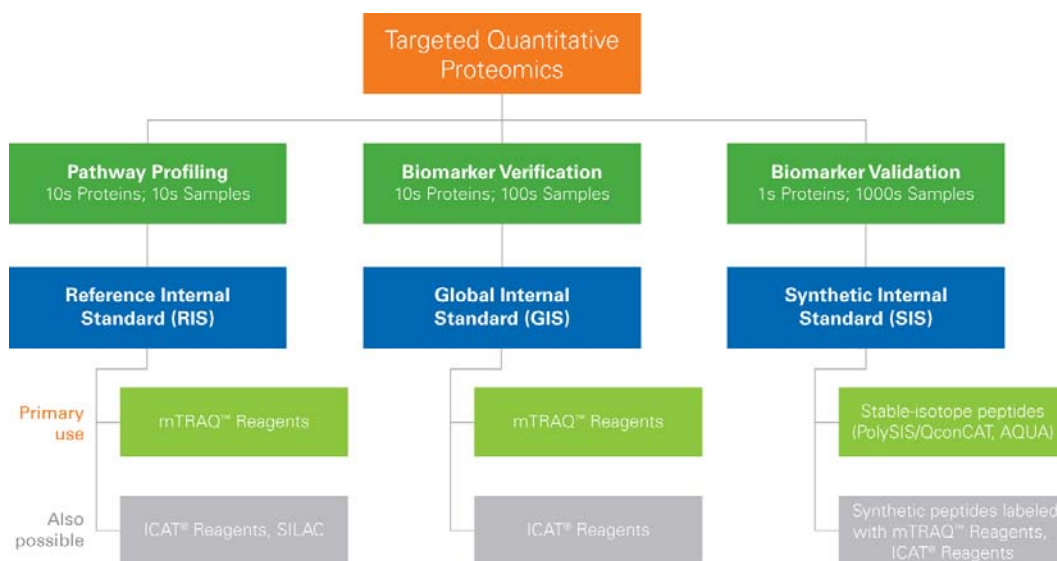 Targeted Quantitative
Proteomics
Pathway Profiling
10s Proteins; 10s Samples
Biomarker Verification
10s Proteins; 100s Samples
Biomarker Validation
1s Proteins; 1000s Samples
Reference Internal
Standard (RIS)
Global Internal
Standard (GIS)
Synthetic Internal
Standard (SIS)
Primary
use
mTRAQ™ Reagents
mTRAQ™ Reagents
Stable-isotope peptides
(PolySIS/QconCAT, AQUA)
Also
possible
ICAT® Reagents, SILAC
ICAT® Reagents
Synthetic peptides labeled
with mTRAQ™ Reagents,
ICAT® Reagents